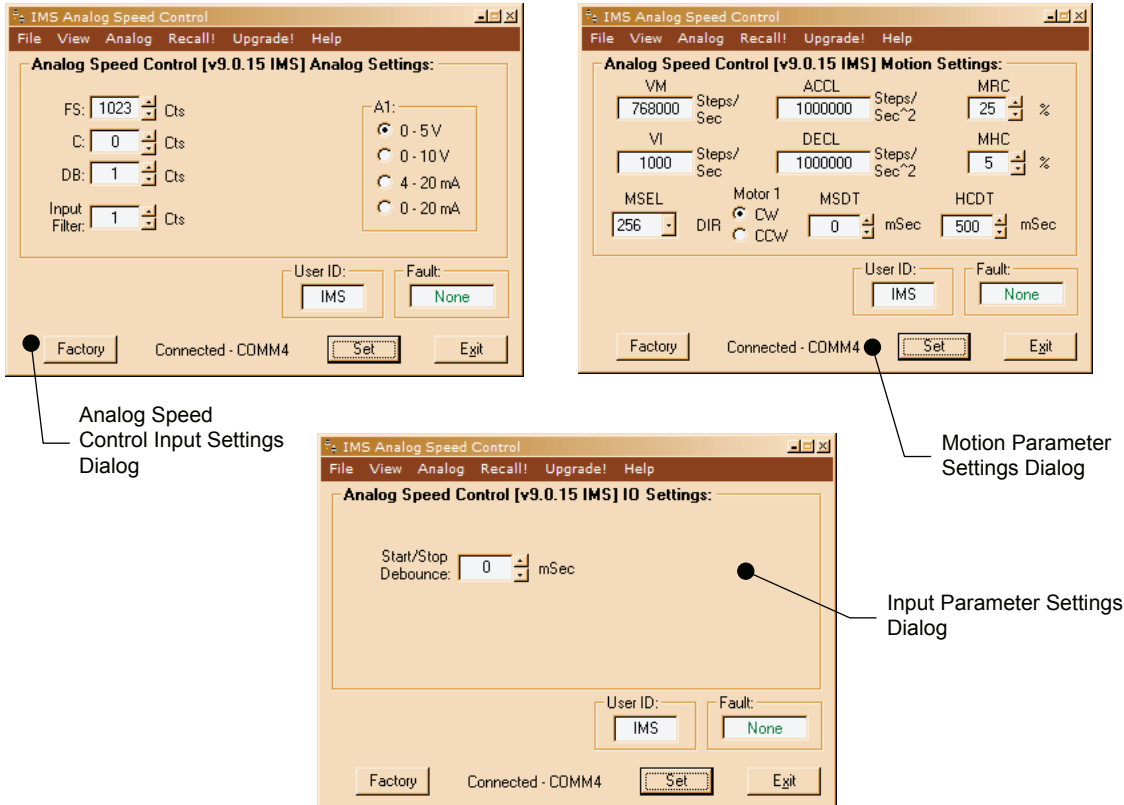 IMS Analog Speed Control
File View Analog Recall! Upgrade! Help
Analog Speed Control [v9.0.15 IMS] Analog Settings:
FS: 1023 Cts
C: 0 Cts
DB: 1 Cts
Input
Filter: 1 Cts
A1:
0 - 5 V
0 - 10 V
4 - 20 mA
0 - 20 mA
User ID:
IMS
Fault:
None
Factory Connected - COMM4 Set Exit
Analog Speed
Control Input Settings
Dialog
IMS Analog Speed Control
File View Analog Recall! Upgrade! Help
Analog Speed Control [v9.0.15 IMS] Motion Settings:
VM ACCL MRC
768000 Steps/
Sec 1000000 Steps/
Sec^2 25 %
VI DECL MHC
1000 Steps/
Sec 1000000 Steps/
Sec^2 5 %
MSEL Motor 1 MSDT HCDT
256 DIR CW
CCW 0 mSec 500 mSec
User ID:
IMS
Fault:
None
Factory Connected - COMM4 Set Exit
Motion Parameter
Settings Dialog
IMS Analog Speed Control
File View Analog Recall! Upgrade! Help
Analog Speed Control [v9.0.15 IMS] IO Settings:
Start/Stop
Debounce: 0 mSec
User ID:
IMS
Fault:
None
Factory Connected - COMM4 Set Exit
Input Parameter Settings
Dialog